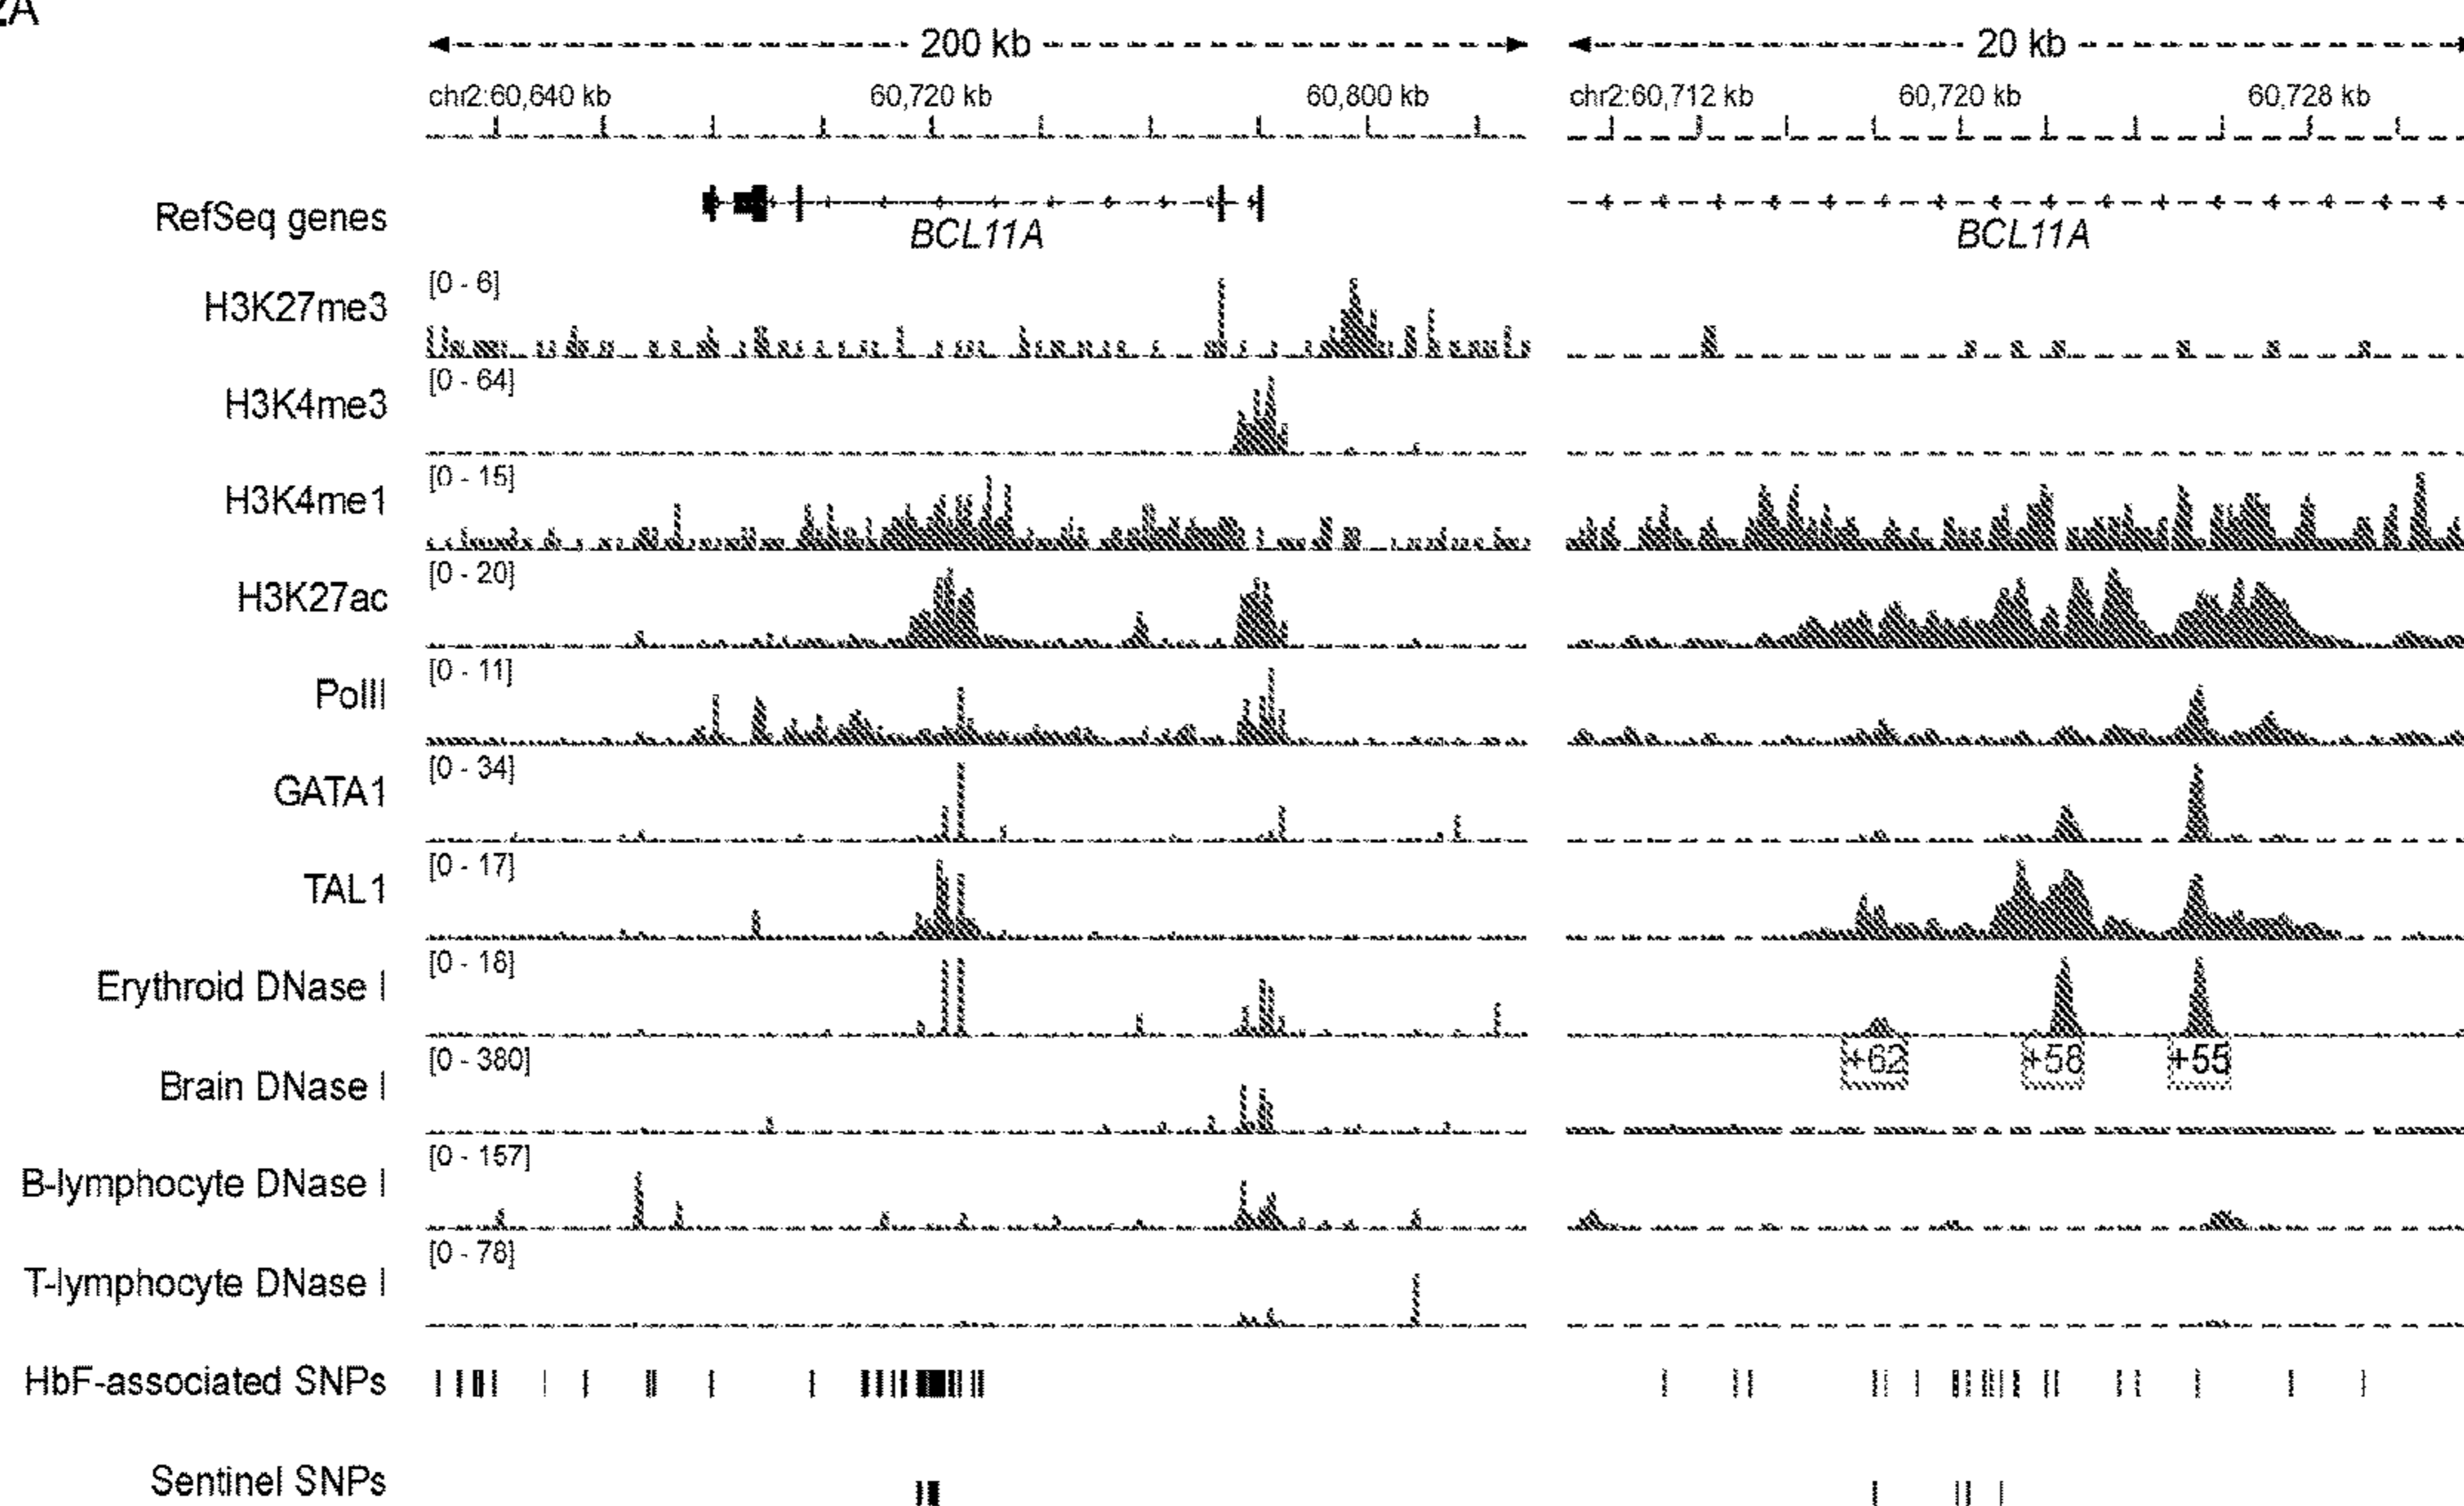 2A
200 kb 20 kb
chr2:60,640 kb 60,720 kb 60,800 kb chr2:60,712 kb 60,720 kb 60,728 kb
RefSeq genes
BCL11A BCL11A
H3K27me3 [0 - 6]
H3K4me3 [0 - 64]
H3K4me1 [0 - 15]
H3K27ac [0 - 20]
PolII [0 - 11]
GATA1 [0 - 34]
TAL1 [0 - 17]
Erythroid DNase I [0 - 18]
+62 +58 +55
Brain DNase I [0 - 380]
B-lymphocyte DNase I [0 - 157]
T-lymphocyte DNase I [0 - 78]
HbF-associated SNPs
Sentinel SNPs